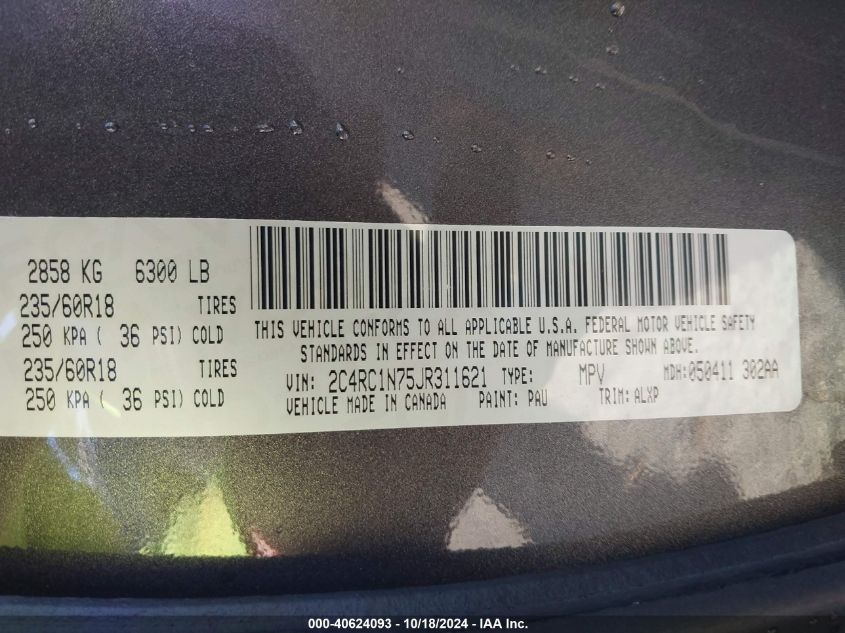 2858 KG 6300 LB
235/60R18 TIRES
250 KPA ( 36 PSI) COLD
235/60R18 TIRES
250 KPA ( 36 PSI) COLD
THIS VEHICLE CONFORMS TO ALL APPLICABLE U.S.A. FEDERAL MOTOR VEHICLE SAFETY
STANDARDS IN EFFECT ON THE DATE OF MANUFACTURE SHOWN ABOVE.
VIN: 2C4RC1N75JR311621 TYPE: MPV MDH:050411 302AA
VEHICLE MADE IN CANADA PAINT: PAU TRIM:ALXP
000-40624093 - 10/18/2024 - IAA Inc.